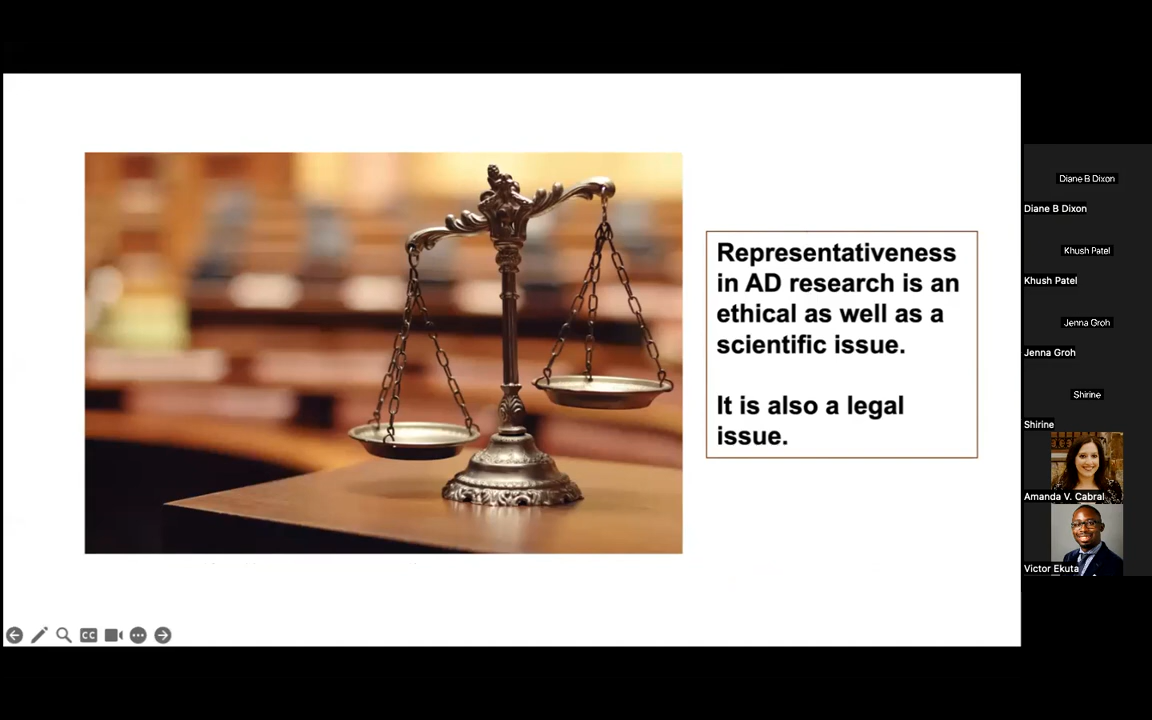 Representativeness
in AD research is an
ethical as well as a
scientific issue.
It is also a legal
issue.
Diane B Dixon
Diane B Dixon
Khush Patel
Khush Patel
Jenna Groh
Jenna Groh
Shirine
Shirine
Amanda V. Cabral
Victor Ekuta
CC